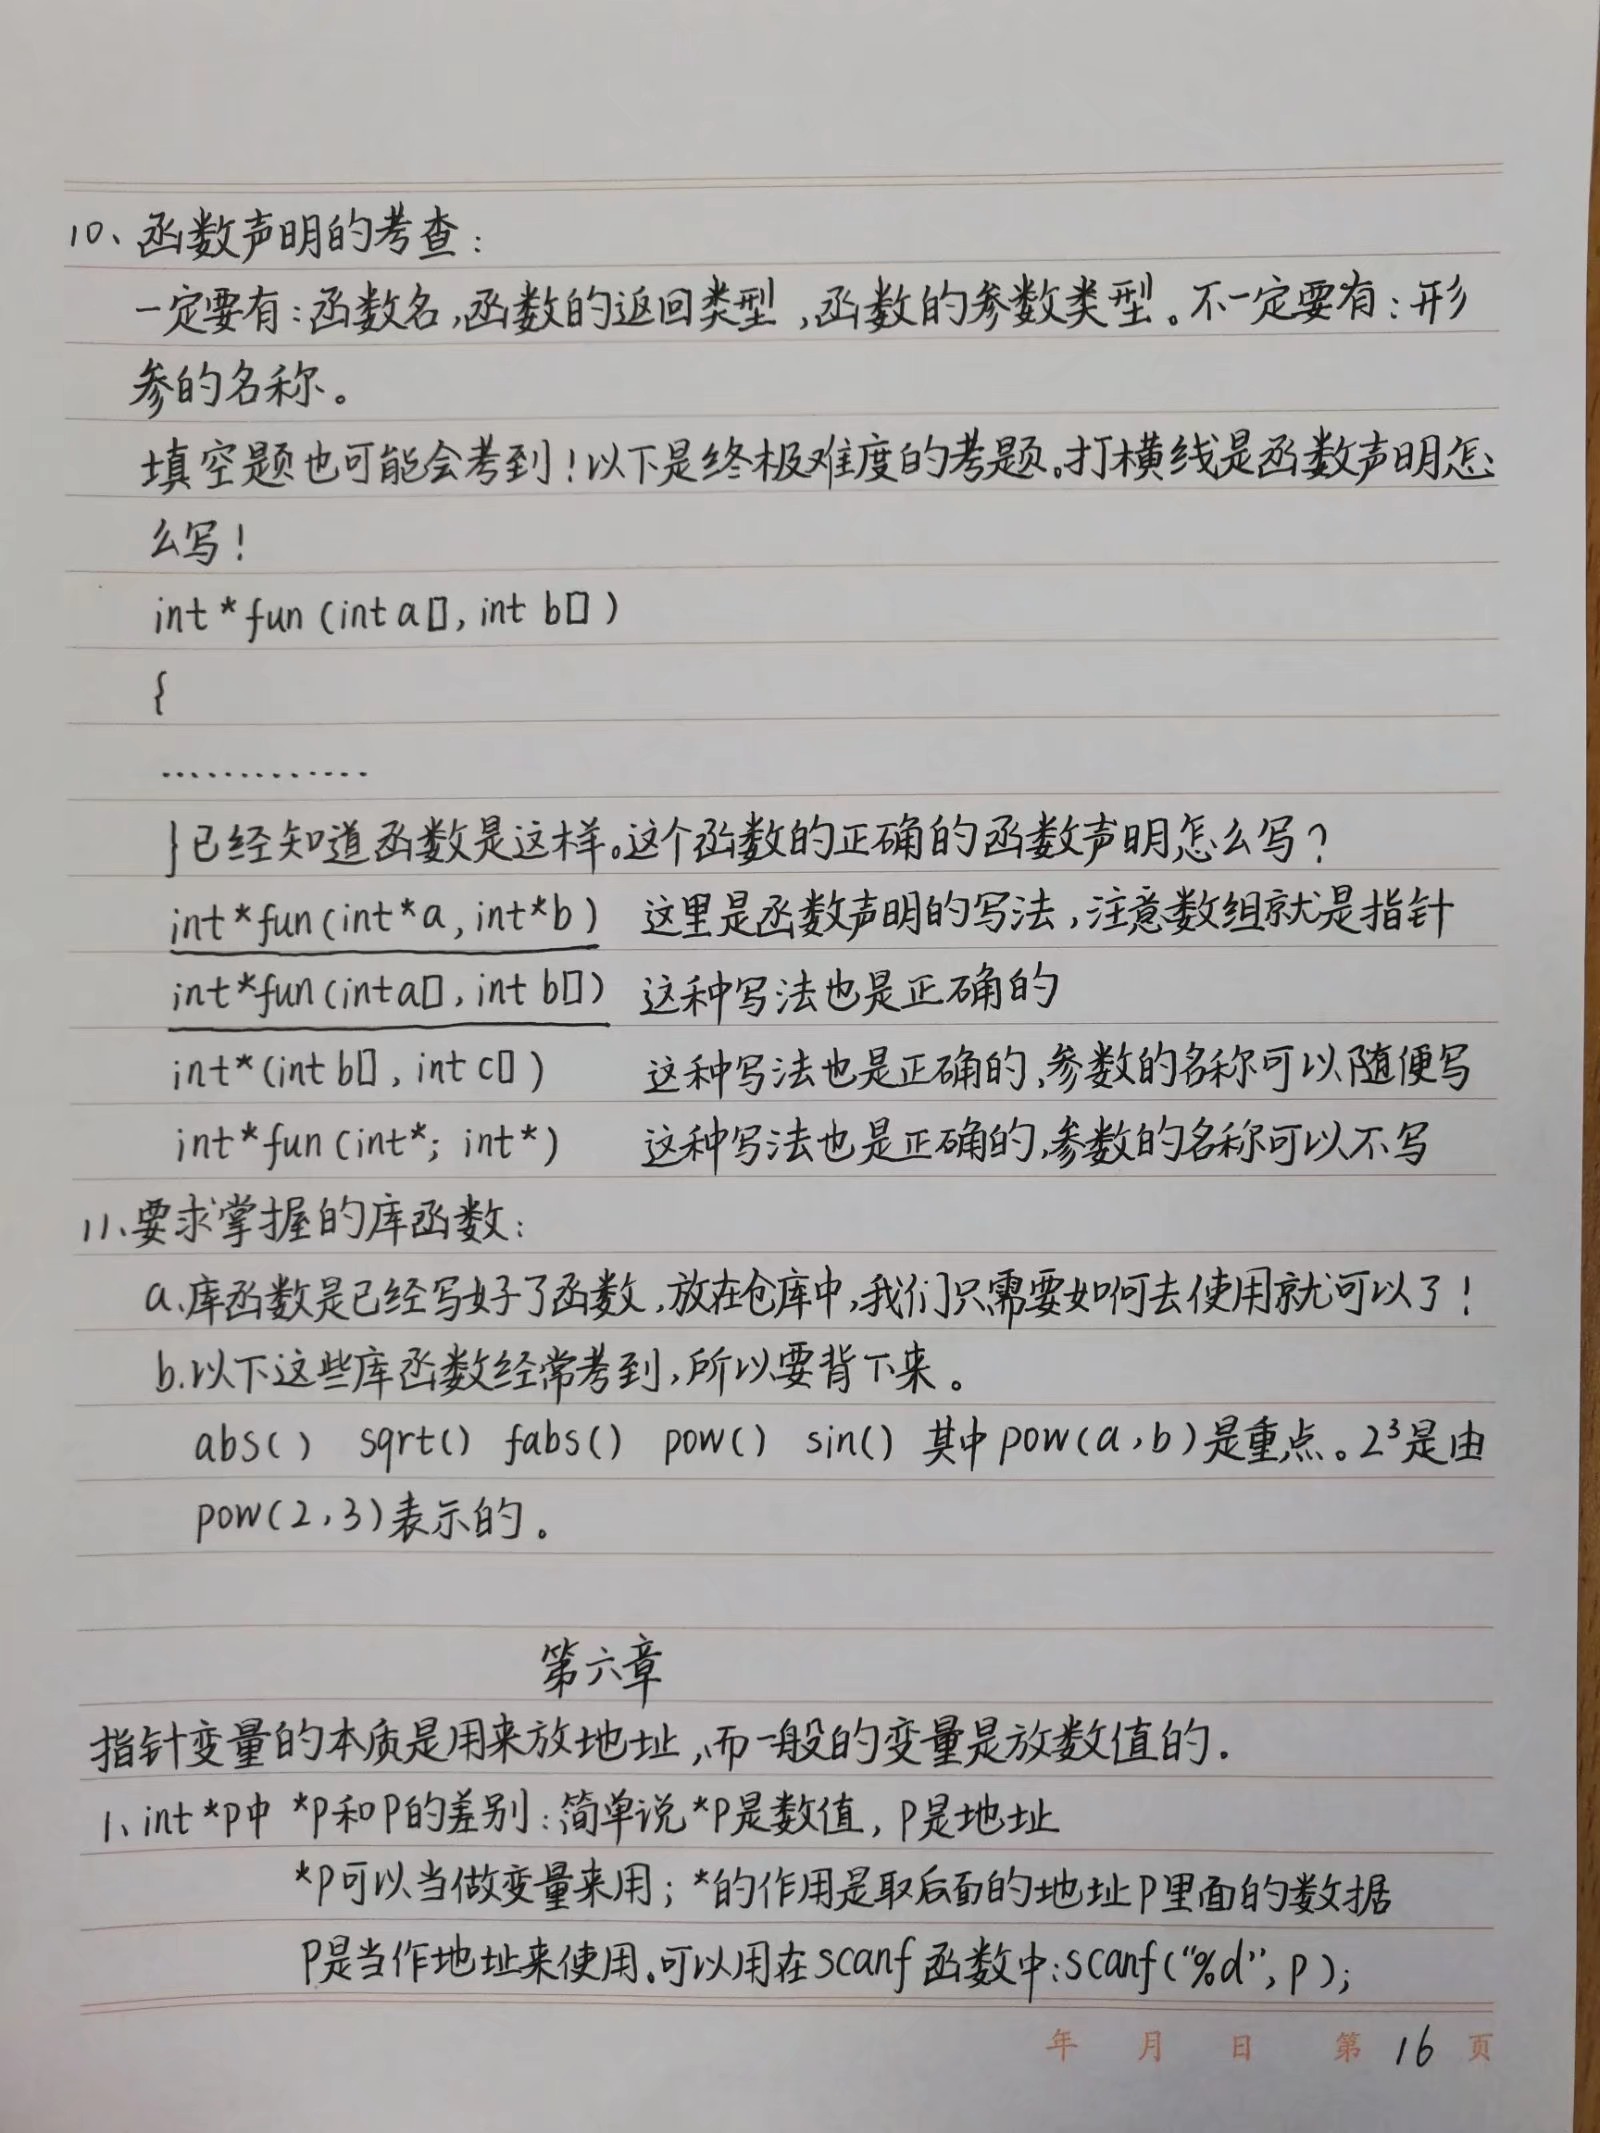 10、函数声明的考查：
一定要有：函数名,函数的返回类型,函数的参数类型。不一定要有：形
参的名称。
填空题也可能会考到！以下是终极难度的考题。打横线是函数声明怎
么写！
int*fun(int a[], int b[])
{
.............
}已经知道函数是这样。这个函数的正确的函数声明怎么写？
int*fun(int*a, int*b) 这里是函数声明的写法,注意数组就是指针
int*fun(int a[], int b[]) 这种写法也是正确的
int*(int b[], int c[]) 这种写法也是正确的,参数的名称可以随便写
int*fun(int*; int*) 这种写法也是正确的,参数的名称可以不写
11、要求掌握的库函数：
a、库函数是已经写好了函数,放在仓库中,我们只需要如何去使用就可以了！
b.以下这些库函数经常考到,所以要背下来。
abs() sqrt() fabs() pow() sin() 其中pow(a,b)是重点。2³是由
pow(2,3)表示的。
第六章
指针变量的本质是用来放地址,而一般的变量是放数值的.
1、int *p中 *p和p的差别：简单说*p是数值, p是地址
*p可以当做变量来用；*的作用是取后面的地址p里面的数据
p是当作地址来使用。可以用在scanf函数中：scanf("%d", p);
年 月 日 第 16 页